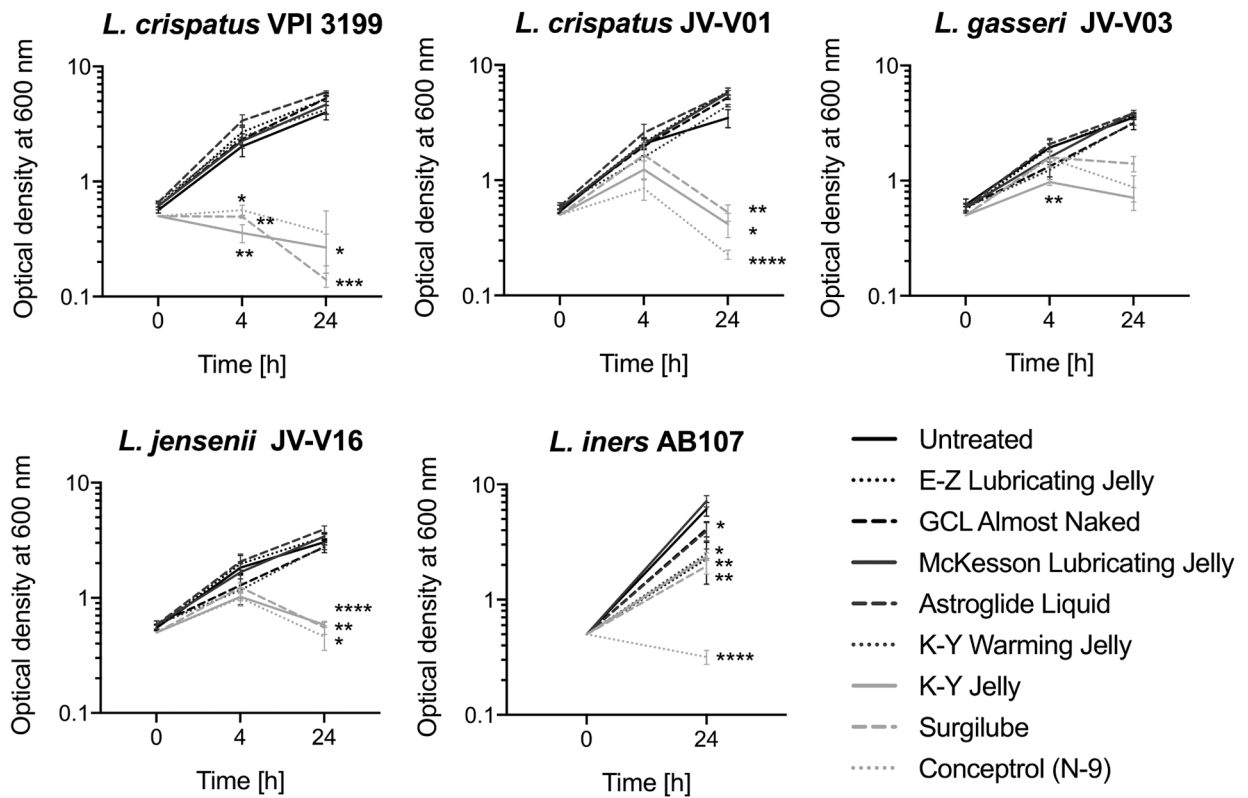 L. crispatus VPI 3199
Optical density at 600 nm
10
1
0.1
*
**
**
*
***
0
4
24
Time [h]
L. crispatus JV-V01
Optical density at 600 nm
10
1
0.1
**
*
****
0
4
24
Time [h]
L. gasseri JV-V03
Optical density at 600 nm
10
1
0.1
**
0
4
24
Time [h]
L. jensenii JV-V16
Optical density at 600 nm
10
1
0.1
****
**
*
0
4
24
Time [h]
L. iners AB107
Optical density at 600 nm
10
1
0.1
*
*
**
**
****
0
24
Time [h]
Untreated
E-Z Lubricating Jelly
GCL Almost Naked
McKesson Lubricating Jelly
Astroglide Liquid
K-Y Warming Jelly
K-Y Jelly
Surgilube
Conceptrol (N-9)